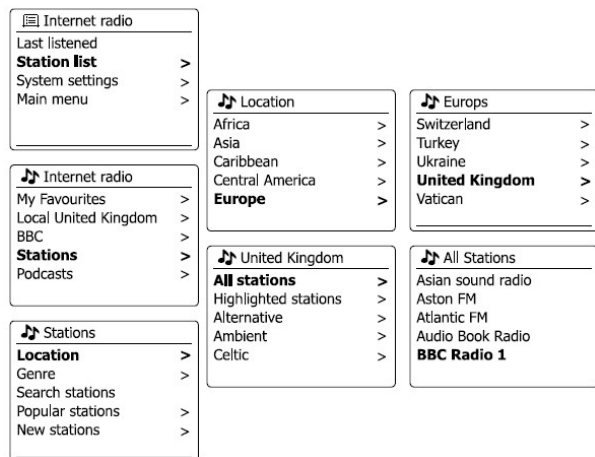 Internet radio
Last listened
Station list >
System settings >
Main menu >
Internet radio
My Favourites >
Local United Kingdom >
BBC >
Stations >
Podcasts >
Stations
Location >
Genre >
Search stations
Popular stations >
New stations >
Location
Africa >
Asia >
Caribbean >
Central America >
Europe >
United Kingdom
All stations >
Highlighted stations >
Alternative >
Ambient >
Celtic >
Europs
Switzerland >
Turkey >
Ukraine >
United Kingdom >
Vatican >
All Stations
Asian sound radio
Aston FM
Atlantic FM
Audio Book Radio
BBC Radio 1